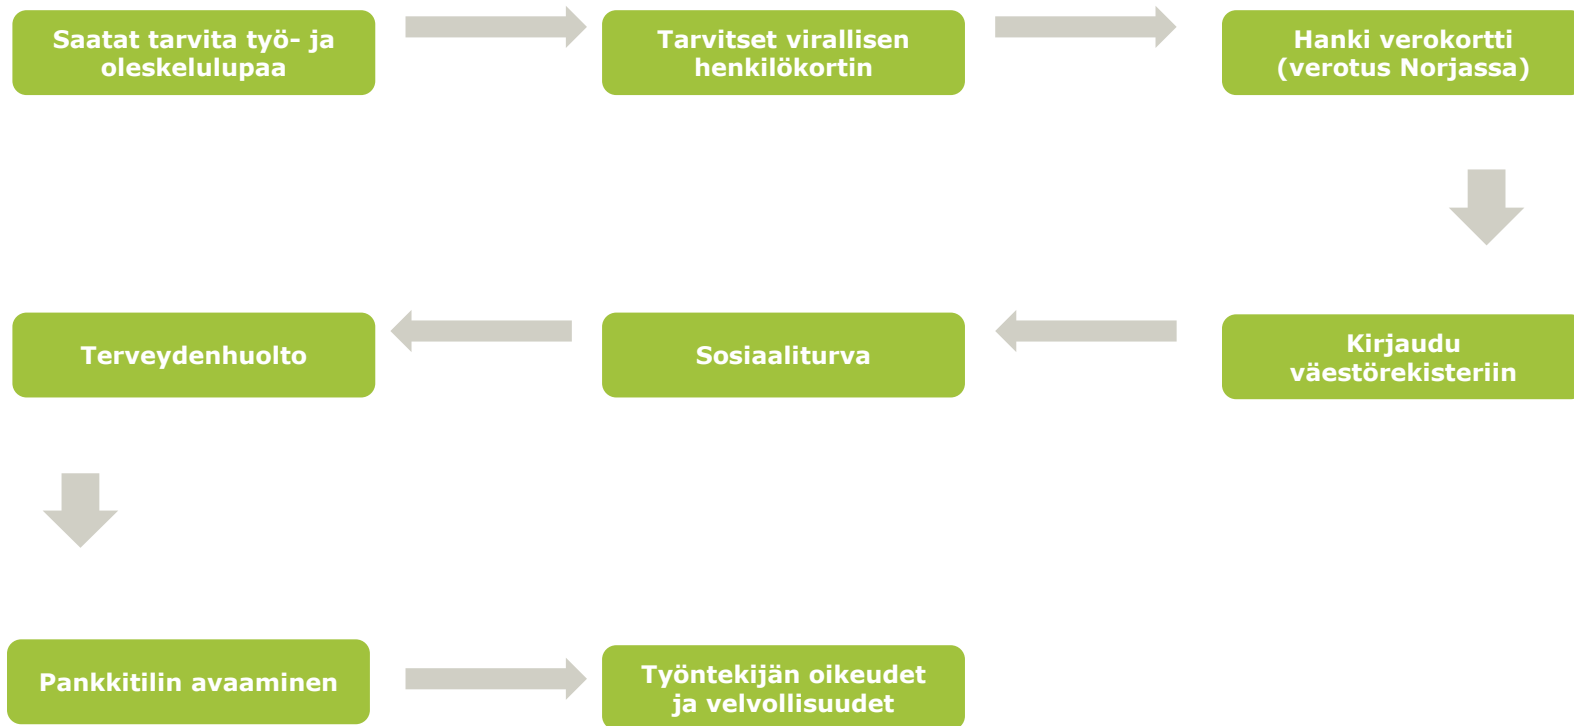 Saatat tarvita työ- ja
oleskelulupaa
Tarvitset virallisen
henkilökortin
Hanki verokortti
(verotus Norjassa)
Kirjaudu
väestörekisteriin
Sosiaaliturva
Terveydenhuolto
Pankkitilin avaaminen
Työntekijän oikeudet
ja velvollisuudet